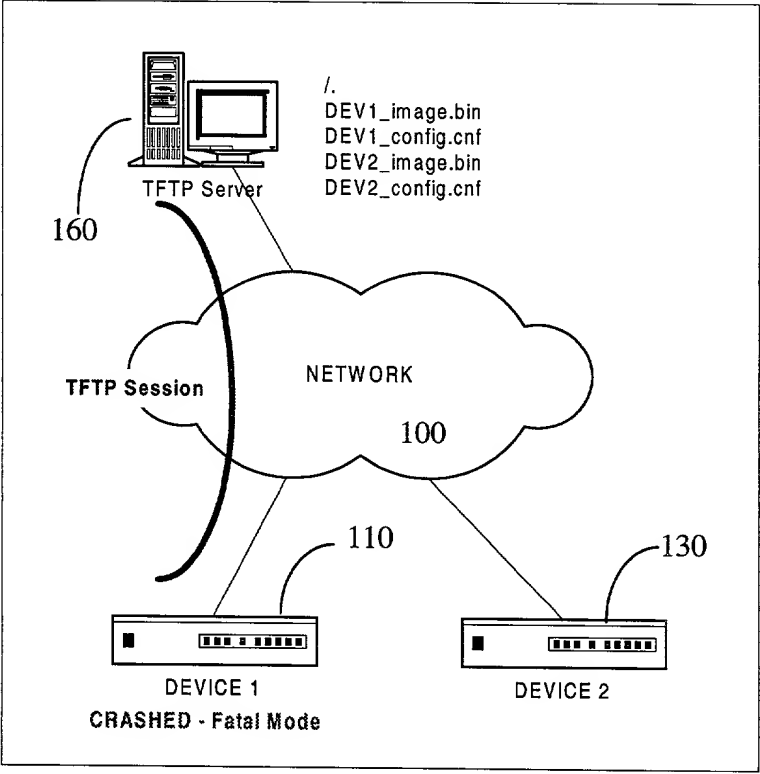 /.
DEV1_image.bin
DEV1_config.cnf
DEV2_image.bin
DEV2_config.cnf
TFTP Server
160
TFTP Session
NETWORK
100
110
130
DEVICE 1
CRASHED - Fatal Mode
DEVICE 2